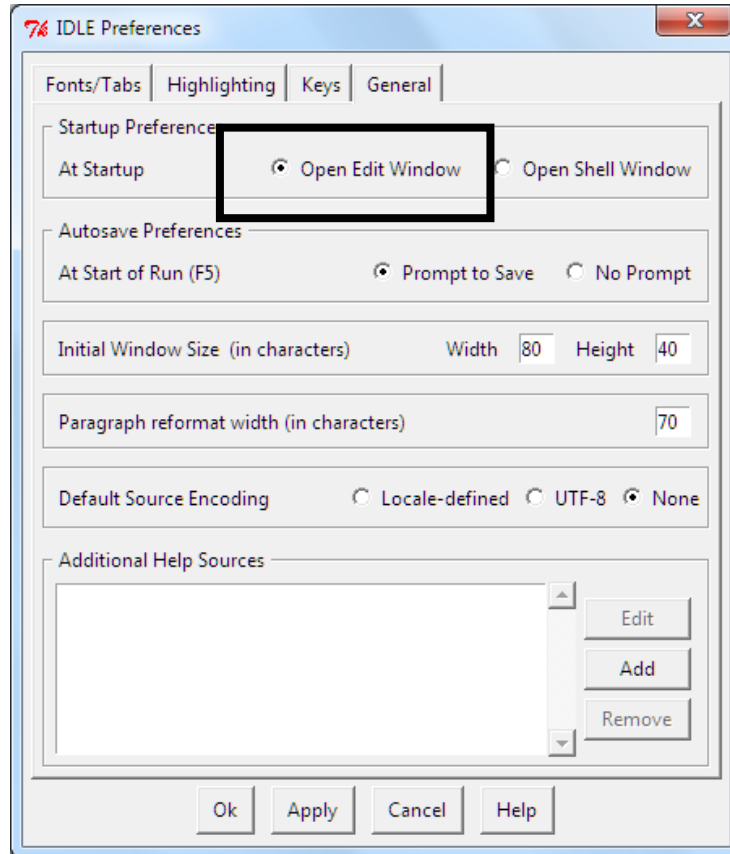 IDLE Preferences
Fonts/Tabs Highlighting Keys General
Startup Preference
At Startup Open Edit Window Open Shell Window
Autosave Preferences
At Start of Run (F5) Prompt to Save No Prompt
Initial Window Size (in characters) Width 80 Height 40
Paragraph reformat width (in characters) 70
Default Source Encoding Locale-defined UTF-8 None
Additional Help Sources
Edit
Add
Remove
Ok Apply Cancel Help